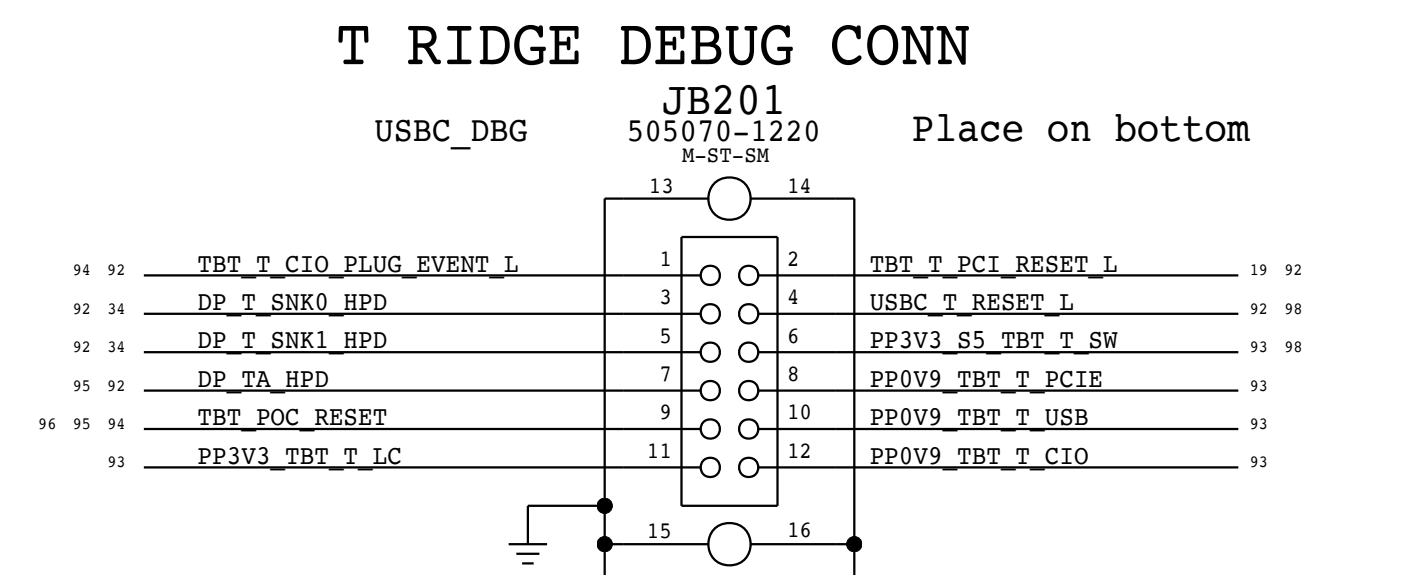 T RIDGE DEBUG CONN
JB201
USBC_DBG 505070-1220 Place on bottom
M-ST-SM
13 14
94 92 TBT_T_CIO_PLUG_EVENT_L 1 2 TBT_T_PCI_RESET_L 19 92
92 34 DP_T_SNK0_HPD 3 4 USBC_T_RESET_L 92 98
92 34 DP_T_SNK1_HPD 5 6 PP3V3_S5_TBT_T_SW 93 98
95 92 DP_TA_HPD 7 8 PP0V9_TBT_T_PCIE 93
96 95 94 TBT_POC_RESET 9 10 PP0V9_TBT_T_USB 93
93 PP3V3_TBT_T_LC 11 12 PP0V9_TBT_T_CIO 93
15 16